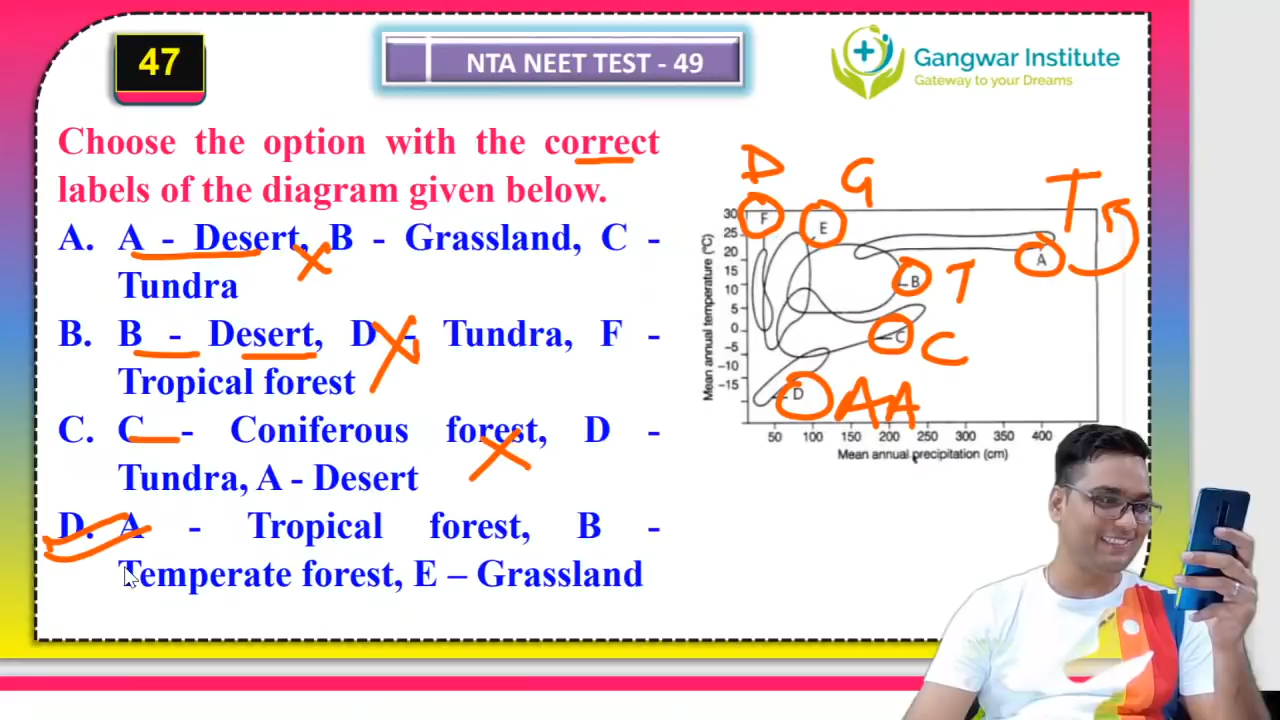 47
NTA NEET TEST - 49
Gangwar Institute
Gateway to your Dreams
Choose the option with the correct
labels of the diagram given below.
A. A - Desert, B - Grassland, C -
Tundra
B. B - Desert, D - Tundra, F -
Tropical forest
C. C - Coniferous forest, D -
Tundra, A - Desert
D. A - Tropical forest, B -
Temperate forest, E – Grassland
D
G
T
30
F
E
25
A
20
15
B
T
10
5
0
C
C
-5
-10
-15
D
AA
Mean annual temperature (°C)
50 100 150 200 250 300 350 400 45
Mean annual precipitation (cm)